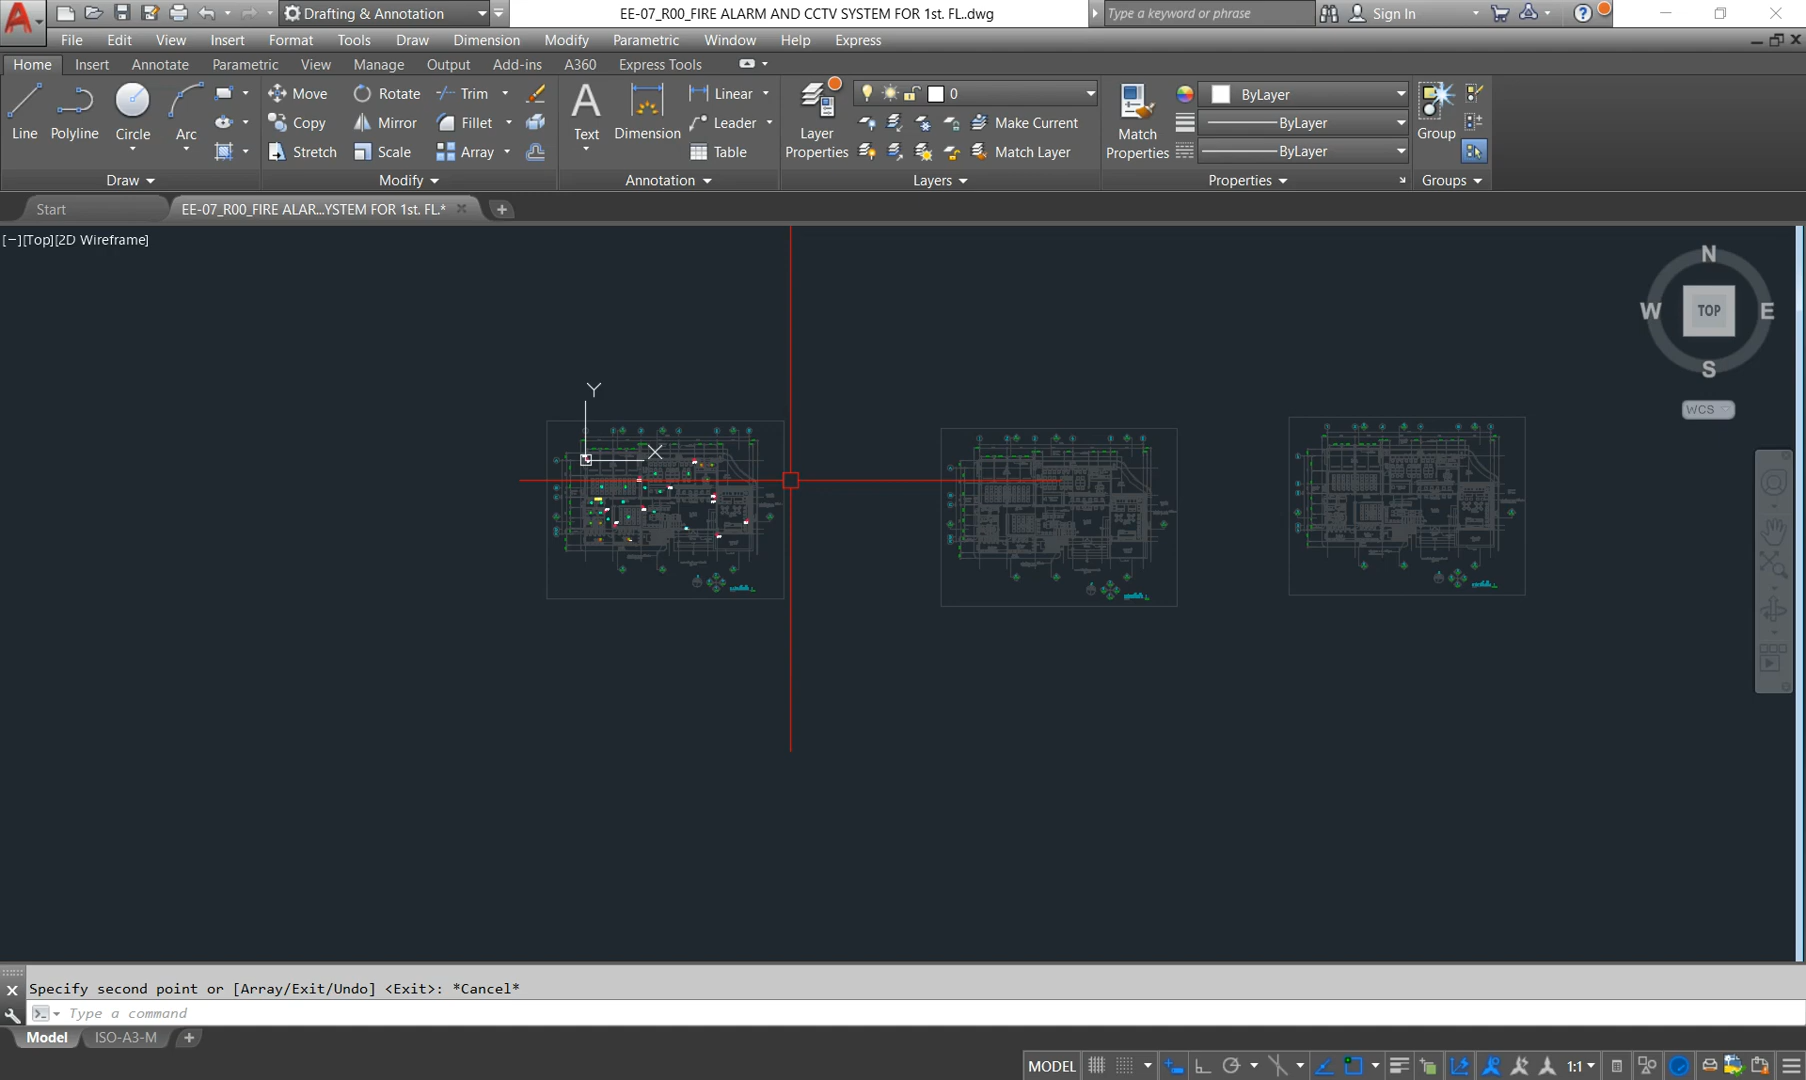 Drafting & Annotation
EE-07_R00_FIRE ALARM AND CCTV SYSTEM FOR 1st. FL..dwg
Type a keyword or phrase
Sign In
File Edit View Insert Format Tools Draw Dimension Modify Parametric Window Help Express
Home Insert Annotate Parametric View Manage Output Add-ins A360 Express Tools
Line Polyline Circle Arc
Move Rotate Trim
Copy Mirror Fillet
Stretch Scale Array
Text Dimension
Linear
Leader
Table
Layer Properties
0
Make Current
Match Layer
Match Properties
ByLayer
ByLayer
ByLayer
Group
Draw Modify Annotation Layers Properties Groups
Start EE-07_R00_FIRE ALAR...YSTEM FOR 1st. FL.*
[−][Top][2D Wireframe]
N
W TOP E
S
WCS
Y
X
Specify second point or [Array/Exit/Undo] <Exit>: *Cancel*
Type a command
Model ISO-A3-M
MODEL 1:1